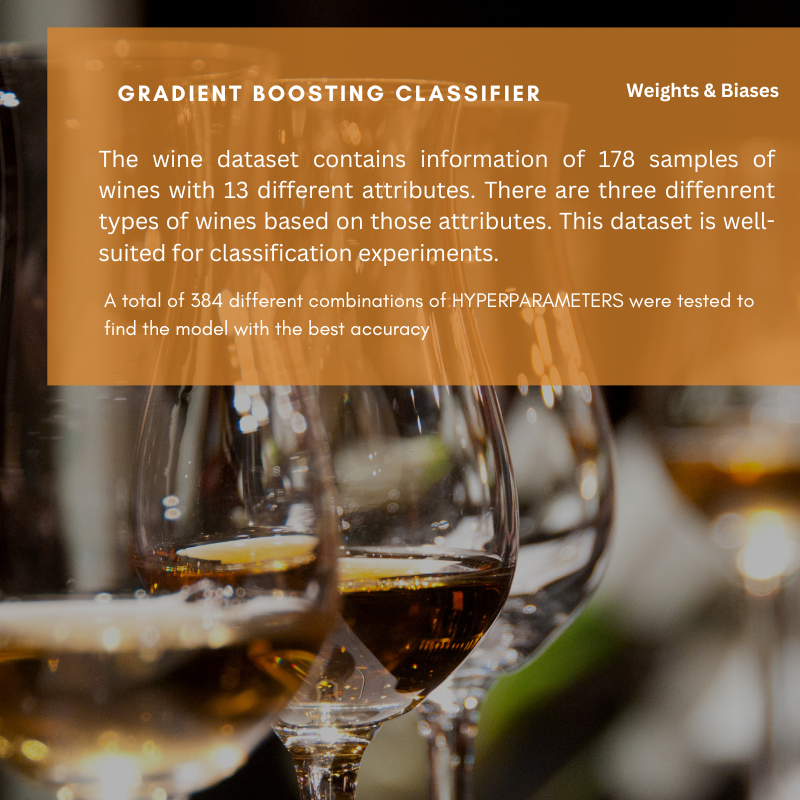 GRADIENT BOOSTING CLASSIFIER
Weights & Biases
The wine dataset contains information of 178 samples of
wines with 13 different attributes. There are three diffenrent
types of wines based on those attributes. This dataset is well-
suited for classification experiments.
A total of 384 different combinations of HYPERPARAMETERS were tested to
find the model with the best accuracy